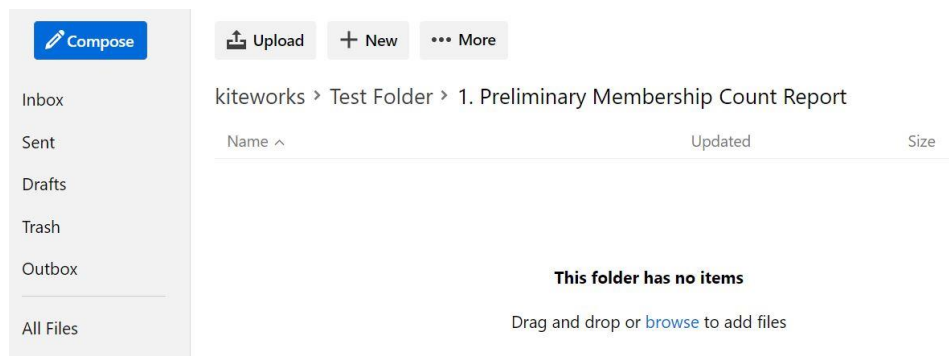 Compose
Upload
New
More
Inbox
Sent
Drafts
Trash
Outbox
All Files
kiteworks > Test Folder > 1. Preliminary Membership Count Report
Name Updated Size
This folder has no items
Drag and drop or browse to add files